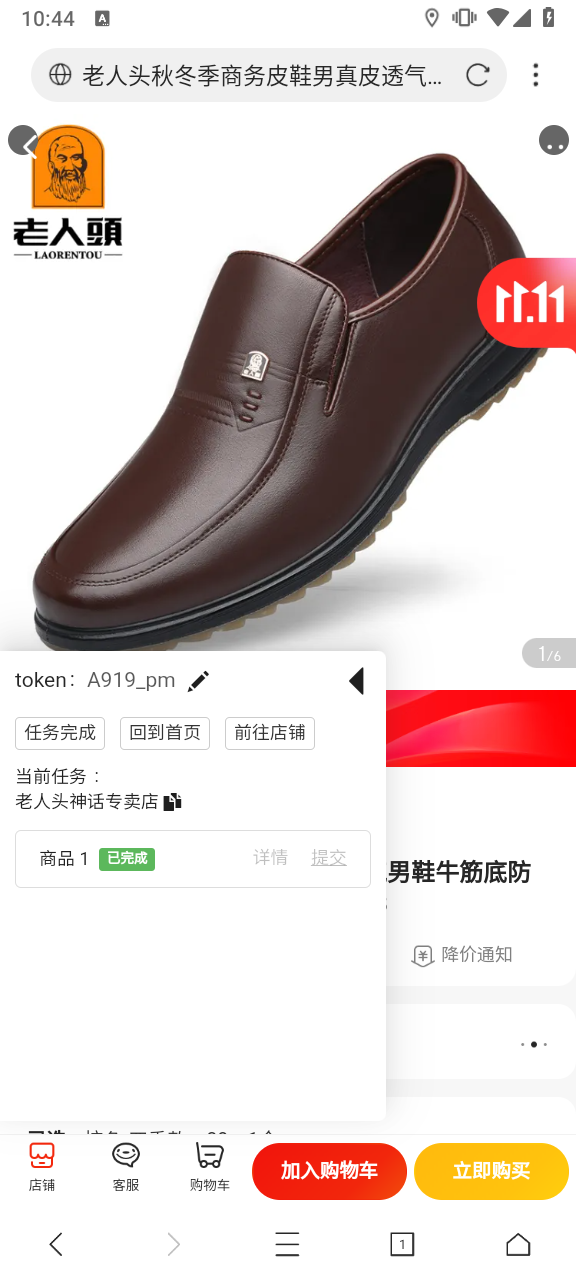 10:44
A
老人头秋冬季商务皮鞋男真皮透气...
老人頭
LAORENTOU
11.11
1/6
token: A919_pm
任务完成
回到首页
前往店铺
当前任务：
老人头神话专卖店
商品 1
已完成
详情
提交
男鞋牛筋底防
降价通知
店铺
客服
购物车
加入购物车
立即购买
1